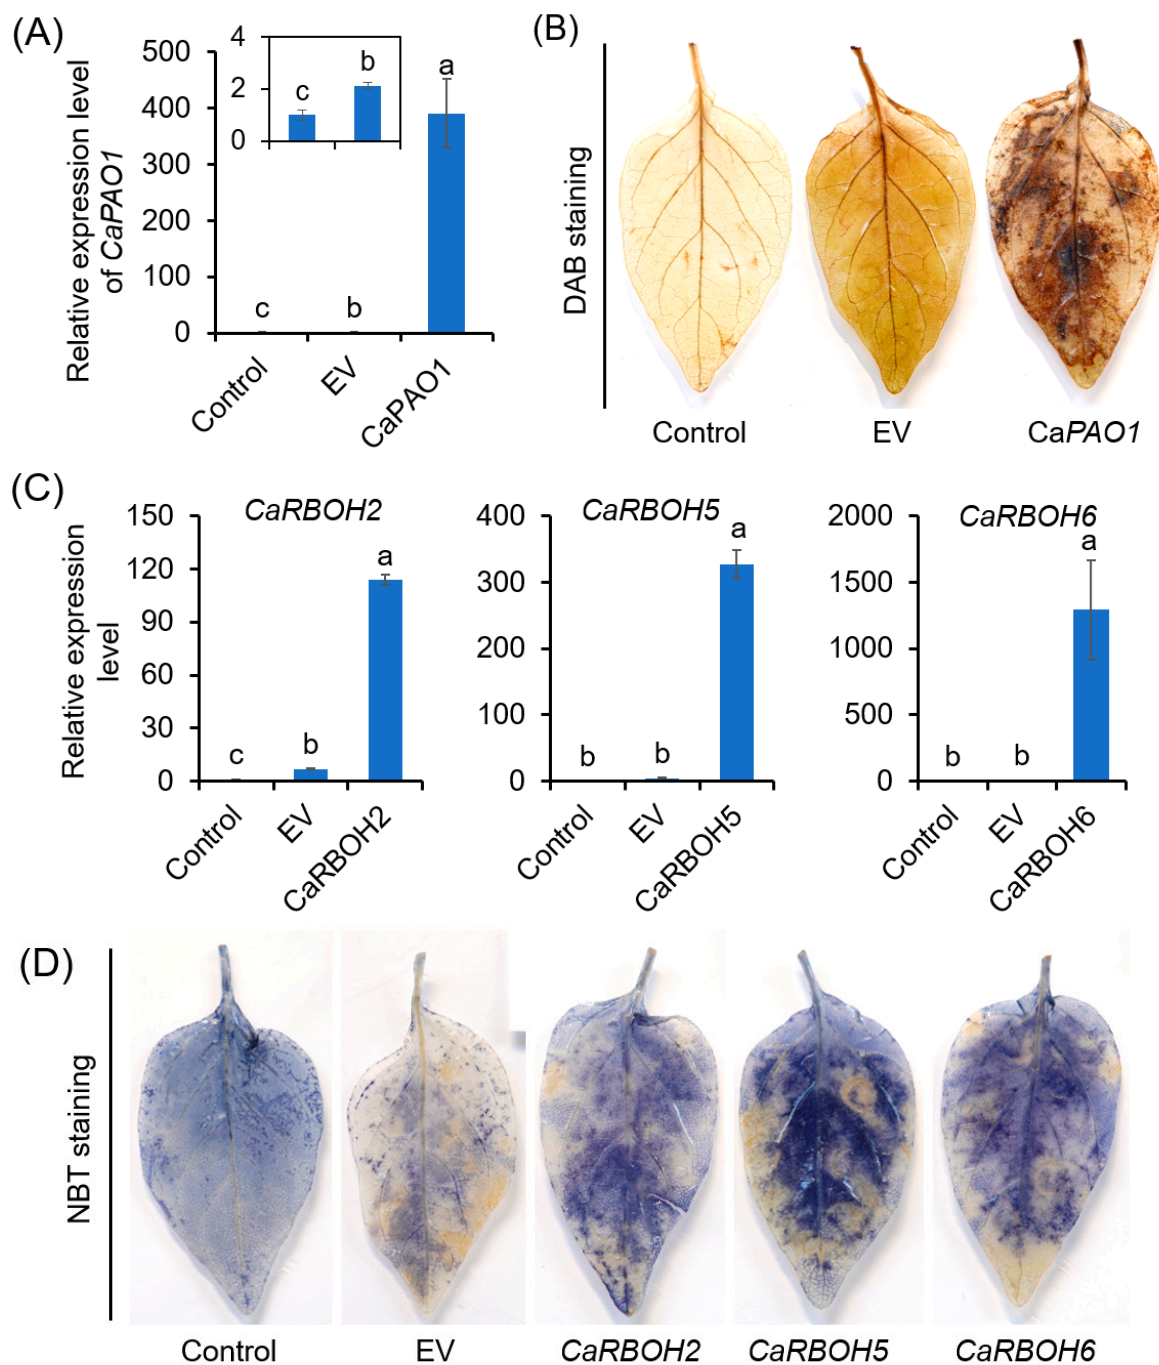 (A)
Relative expression level
of CaPAO1
500
400
300
200
100
0
4
2
0
c
b
c
b
a
Control
EV
CaPAO1
(B)
DAB staining
Control
EV
CaPAO1
(C)
Relative expression
level
CaRBOH2
150
120
90
60
30
0
c
b
a
Control
EV
CaRBOH2
CaRBOH5
400
300
200
100
0
b
b
a
Control
EV
CaRBOH5
CaRBOH6
2000
1500
1000
500
0
b
b
a
Control
EV
CaRBOH6
(D)
NBT staining
Control
EV
CaRBOH2
CaRBOH5
CaRBOH6